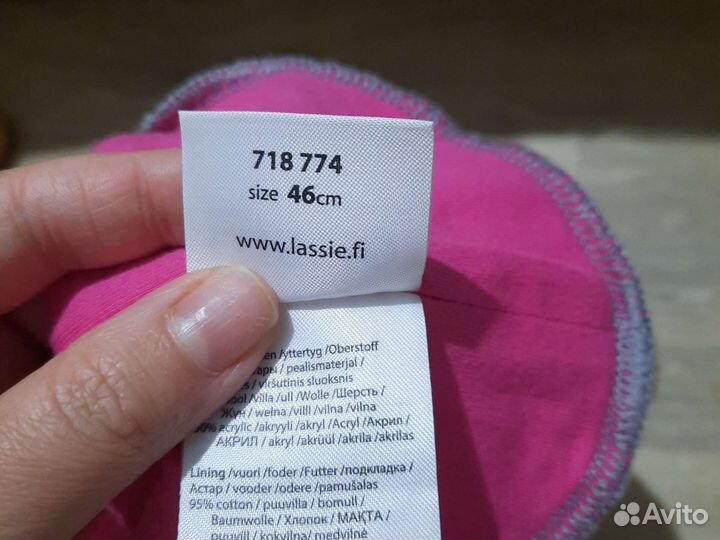 718 774
size 46cm
www.lassie.fi
/yttertyg /Oberstoff
/ pealismaterjal /
/ viršutinis sluoksnis
/villa /ull /Wolle /Шерсть /
Жүн / wełna /villi /vilna /vilna
acrylic /akryyli /akryl /Acryl /Акрил /
АКРИЛ / akryl /akrüül /akrila /akrilas
Lining /vuori /foder /Futter /подкладка /
Астар / vooder /odere /pamušalas
95% cotton / puuvilla / bomull /
Baumwolle / Хлопок / МАҚТА /
puuvill / kokvilna/ medvilnė
Avito